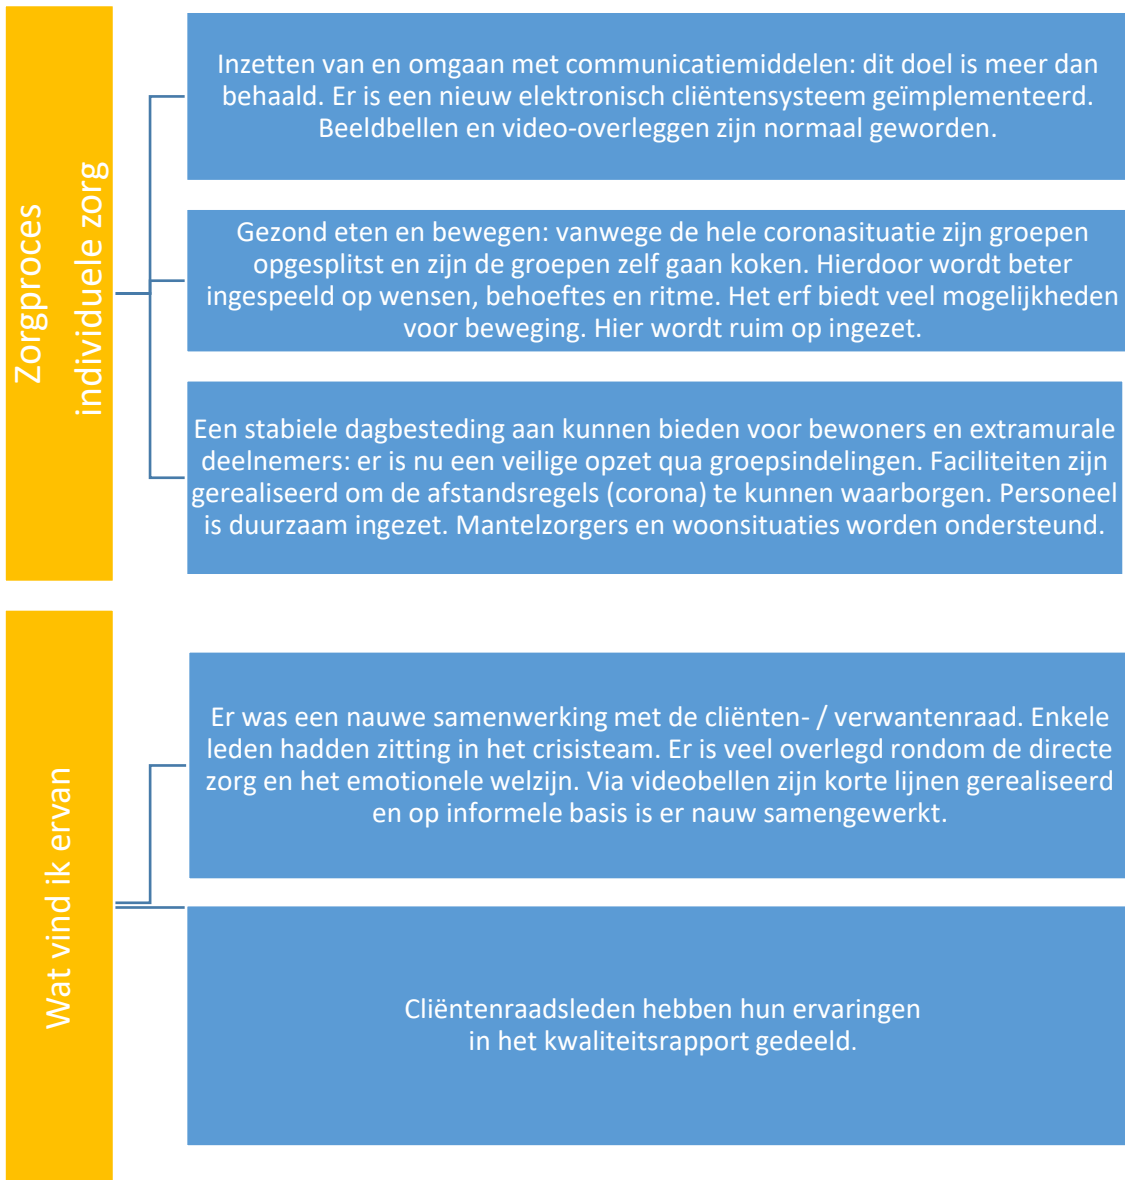 Zorgproces
individuele zorg
Inzetten van en omgaan met communicatiemiddelen: dit doel is meer dan
behaald. Er is een nieuw elektronisch cliëntensysteem geïmplementeerd.
Beeldbellen en video-overleggen zijn normaal geworden.
Gezond eten en bewegen: vanwege de hele coronasituatie zijn groepen
opgesplitst en zijn de groepen zelf gaan koken. Hierdoor wordt beter
ingespeeld op wensen, behoeftes en ritme. Het erf biedt veel mogelijkheden
voor beweging. Hier wordt ruim op ingezet.
Een stabiele dagbesteding aan kunnen bieden voor bewoners en extramurale
deelnemers: er is nu een veilige opzet qua groepsindelingen. Faciliteiten zijn
gerealiseerd om de afstandsregels (corona) te kunnen waarborgen. Personeel
is duurzaam ingezet. Mantelzorgers en woonsituaties worden ondersteund.
Wat vind ik ervan
Er was een nauwe samenwerking met de cliënten- / verwantenraad. Enkele
leden hadden zitting in het crisisteam. Er is veel overlegd rondom de directe
zorg en het emotionele welzijn. Via videobellen zijn korte lijnen gerealiseerd
en op informele basis is er nauw samengewerkt.
Cliëntenraadsleden hebben hun ervaringen
in het kwaliteitsrapport gedeeld.